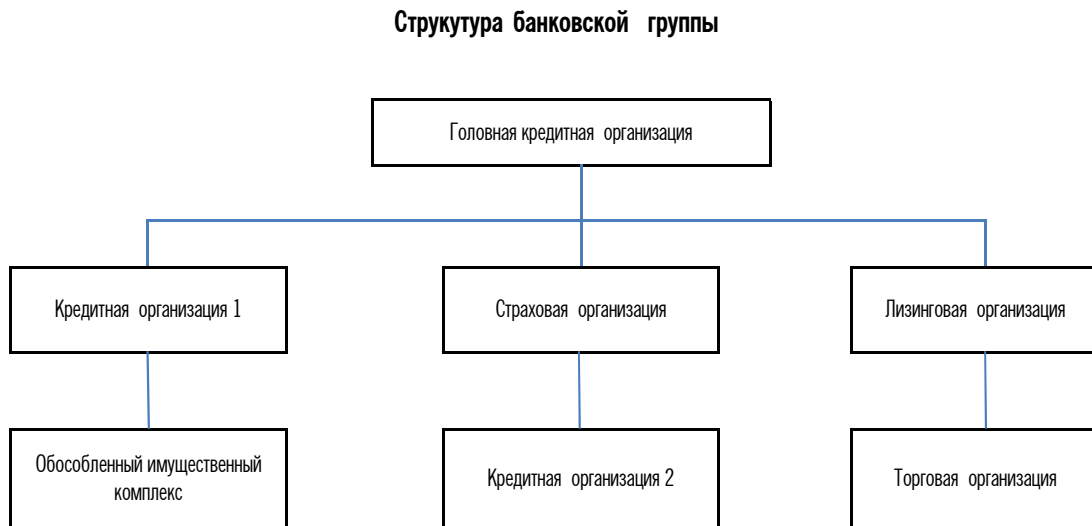 Струкутура банковской группы
Головная кредитная организация
Кредитная организация 1
Страховая организация
Лизинговая организация
Обособленный имущественный
комплекс
Кредитная организация 2
Торговая организация